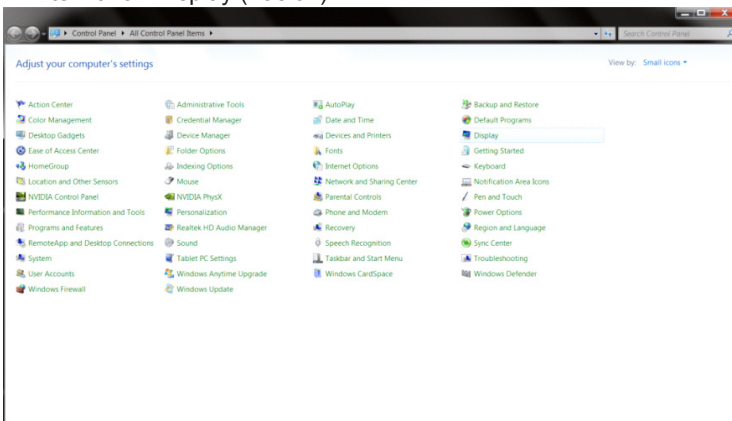 Control Panel ▸ All Control Panel Items ▸
Search Control Panel
Adjust your computer's settings
View by: Small icons
Action Center
Administrative Tools
AutoPlay
Backup and Restore
Color Management
Credential Manager
Date and Time
Default Programs
Desktop Gadgets
Device Manager
Devices and Printers
Display
Ease of Access Center
Folder Options
Fonts
Getting Started
HomeGroup
Indexing Options
Internet Options
Keyboard
Location and Other Sensors
Mouse
Network and Sharing Center
Notification Area Icons
NVIDIA Control Panel
NVIDIA PhysX
Parental Controls
Pen and Touch
Performance Information and Tools
Personalization
Phone and Modem
Power Options
Programs and Features
Realtek HD Audio Manager
Recovery
Region and Language
RemoteApp and Desktop Connections
Sound
Speech Recognition
Sync Center
System
Tablet PC Settings
Taskbar and Start Menu
Troubleshooting
User Accounts
Windows Anytime Upgrade
Windows CardSpace
Windows Defender
Windows Firewall
Windows Update